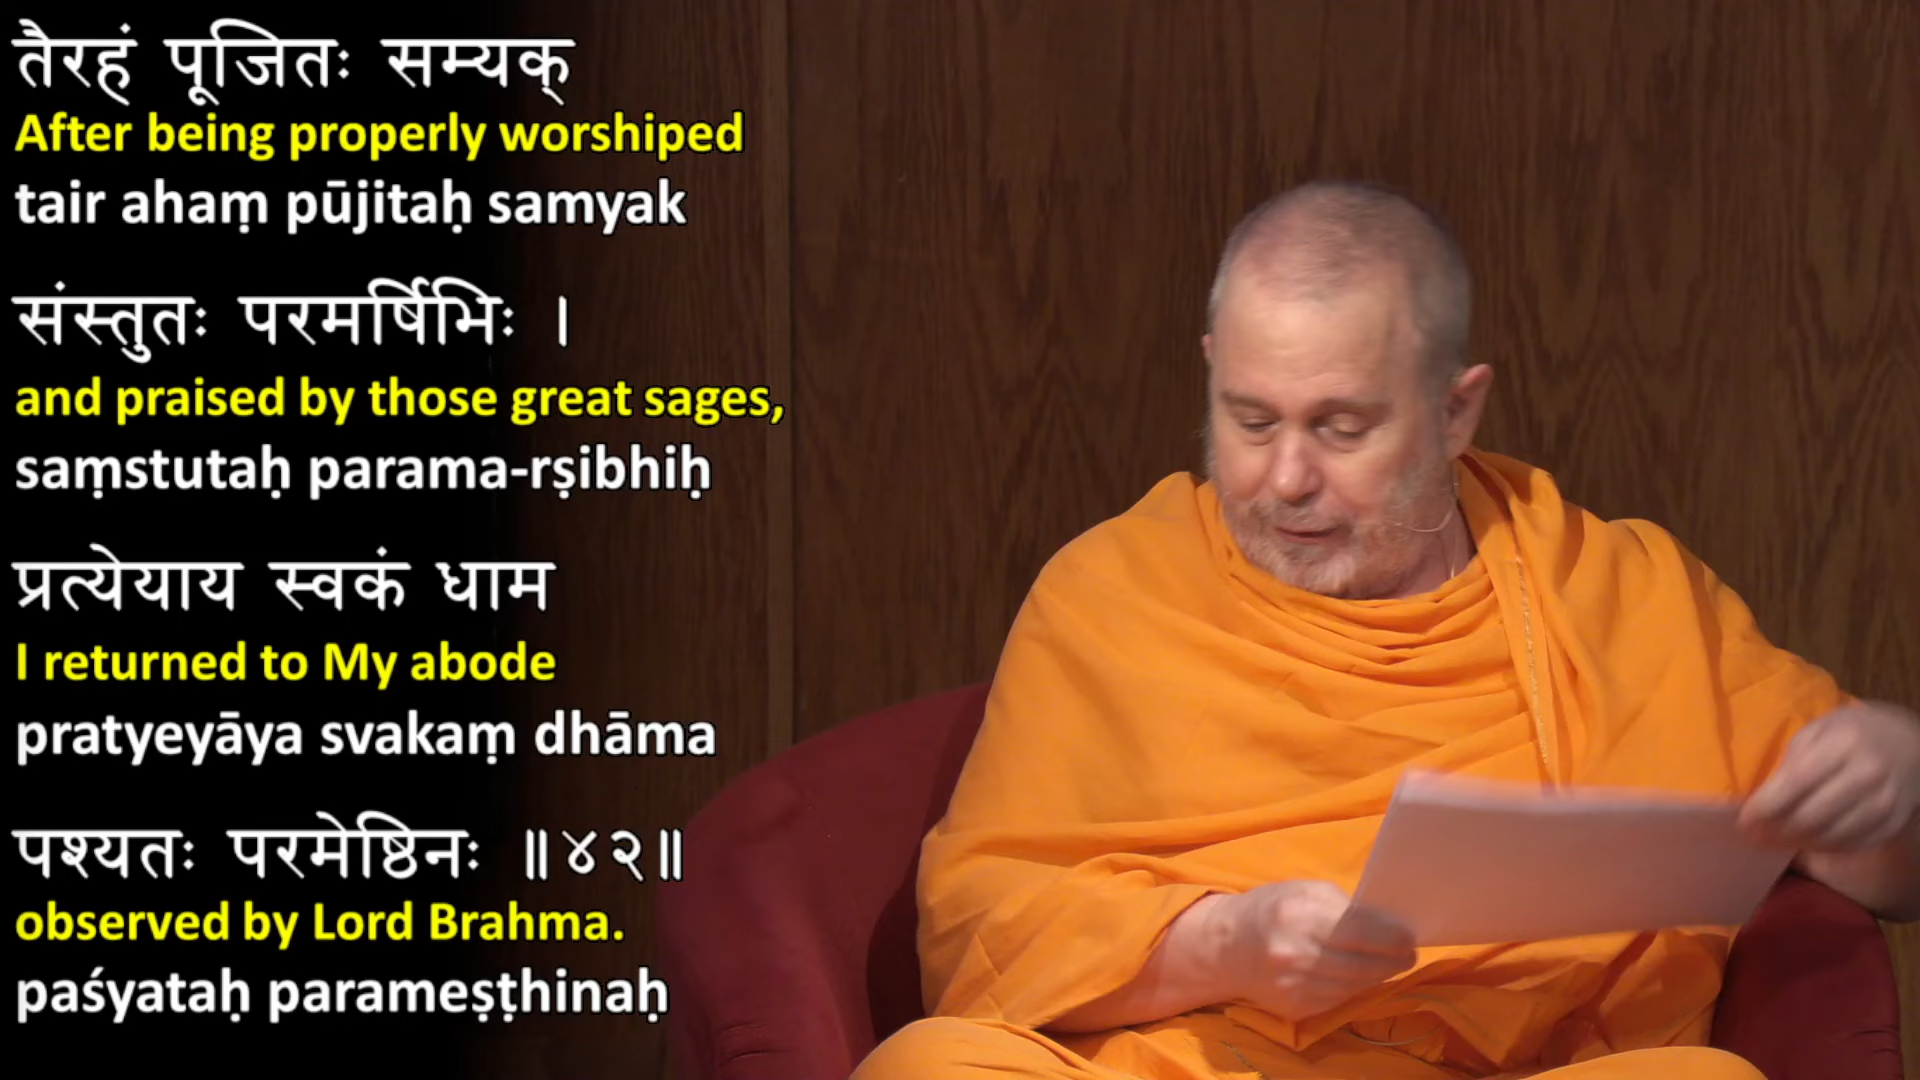 तैरहं पूजितः सम्यक्
After being properly worshiped
tair ahaṃ pūjitaḥ samyak
संस्तुतः परमर्षिभिः ।
and praised by those great sages,
saṃstutaḥ parama-rṣibhiḥ
प्रत्येयाय स्वकं धाम
I returned to My abode
pratyeyāya svakaṃ dhāma
पश्यतः परमेष्ठिनः ॥४२॥
observed by Lord Brahma.
paśyataḥ parameṣṭhinaḥ